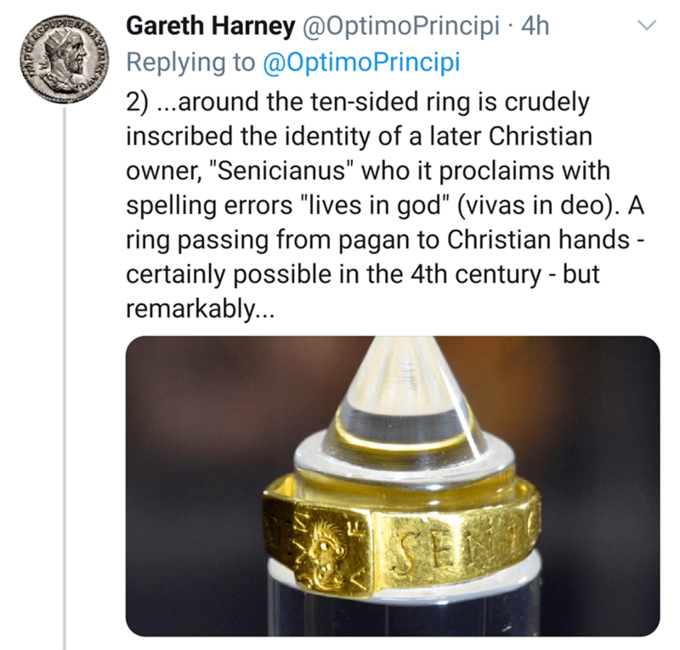 Gareth Harney @OptimoPrincipi · 4h
Replying to @OptimoPrincipi
2) ...around the ten-sided ring is crudely
inscribed the identity of a later Christian
owner, "Senicianus" who it proclaims with
spelling errors "lives in god" (vivas in deo). A
ring passing from pagan to Christian hands -
certainly possible in the 4th century - but
remarkably...
SENIC